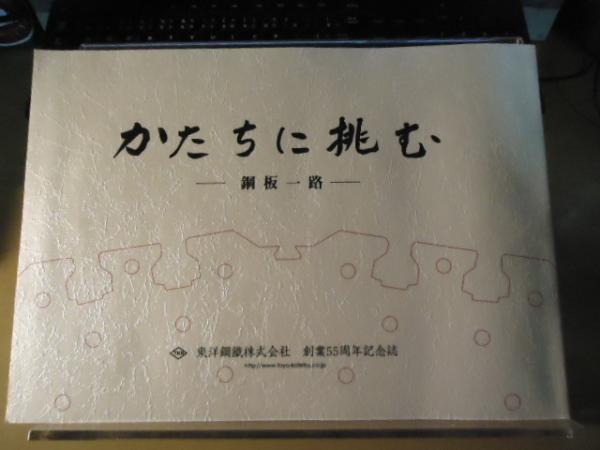 かたちに挑む
― 鋼板一路 ―
東洋鋼鐵株式会社 創業55周年記念誌